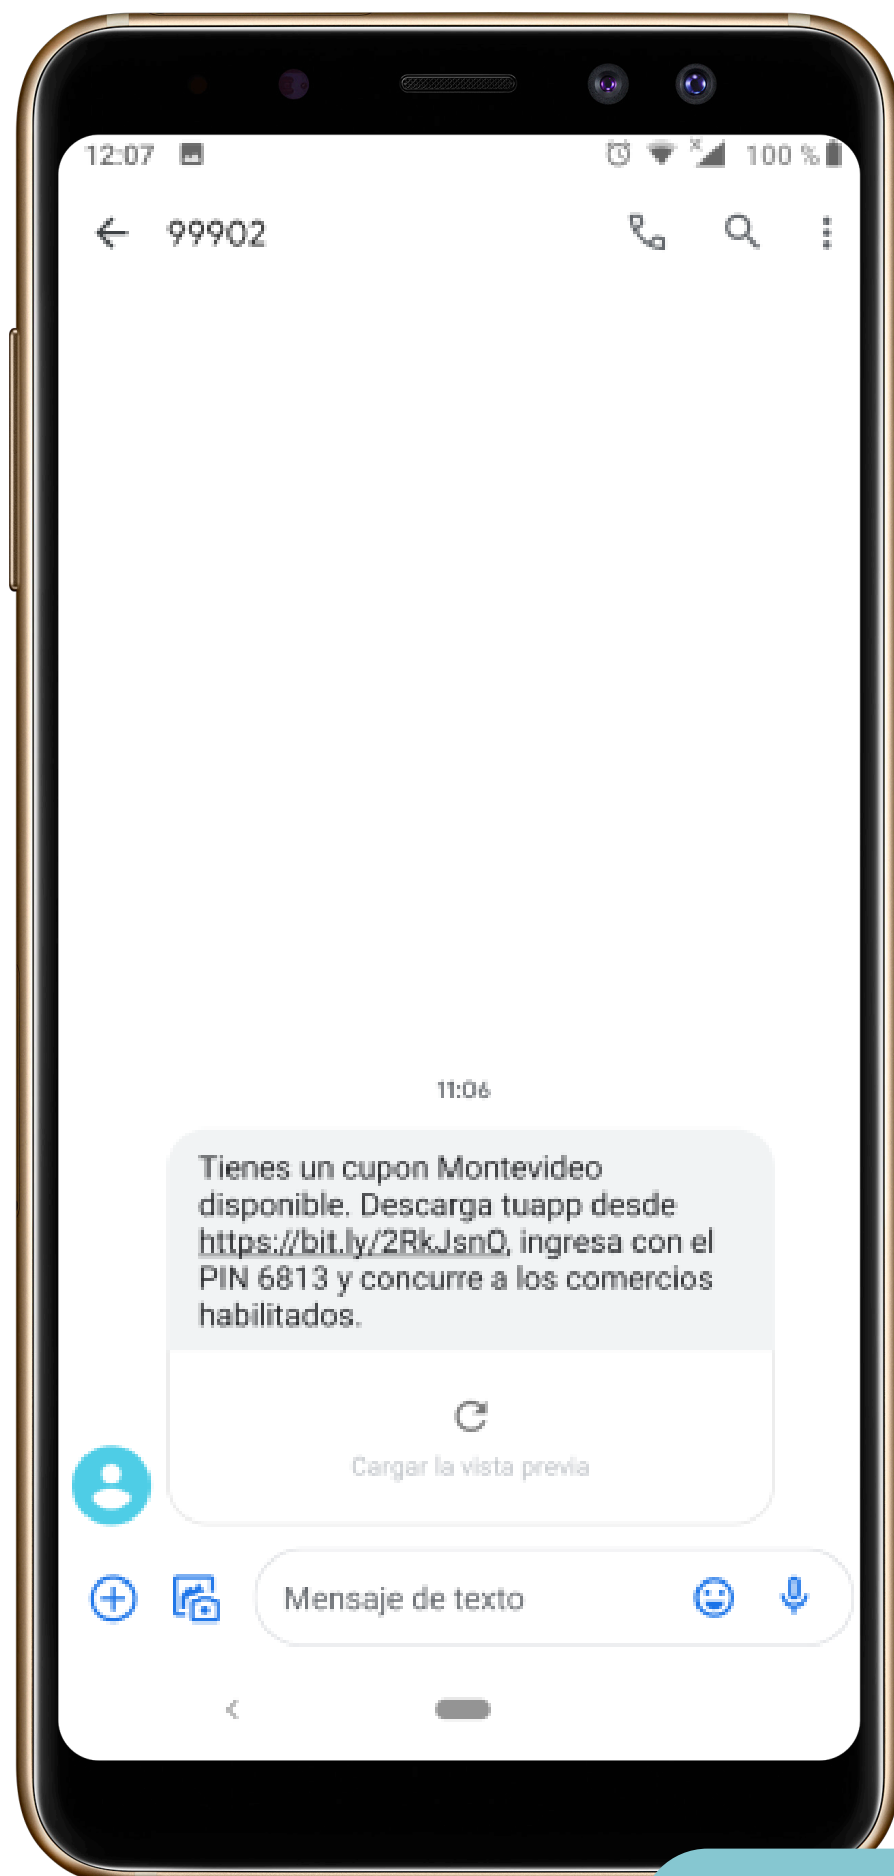 12:07
100 %
99902
11:06
Tienes un cupon Montevideo
disponible. Descarga tuapp desde
https://bit.ly/2RkJsnO, ingresa con el
PIN 6813 y concurre a los comercios
habilitados.
Cargar la vista previa
Mensaje de texto